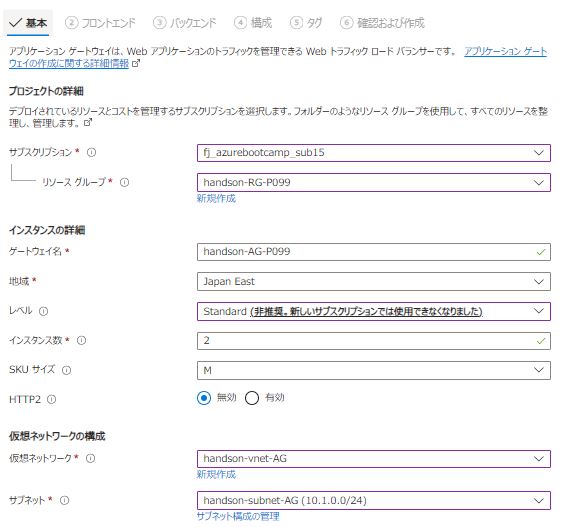 基本 ② フロントエンド ③ バックエンド ④ 構成 ⑤ タグ ⑥ 確認および作成
アプリケーション ゲートウェイは、Web アプリケーションのトラフィックを管理できる Web トラフィック ロード バランサーです。 アプリケーション ゲート
ウェイの作成に関する詳細情報
プロジェクトの詳細
デプロイされているリソースとコストを管理するサブスクリプションを選択します。フォルダーのようなリソース グループを使用して、すべてのリソースを整
理し、管理します。
サブスクリプション * fj_azurebootcamp_sub15
リソース グループ * handson-RG-P099
新規作成
インスタンスの詳細
ゲートウェイ名 * handson-AG-P099
地域 * Japan East
レベル Standard (非推奨。新しいサブスクリプションでは使用できなくなりました)
インスタンス数 * 2
SKU サイズ M
HTTP2 無効 有効
仮想ネットワークの構成
仮想ネットワーク * handson-vnet-AG
新規作成
サブネット * handson-subnet-AG (10.1.0.0/24)
サブネット構成の管理